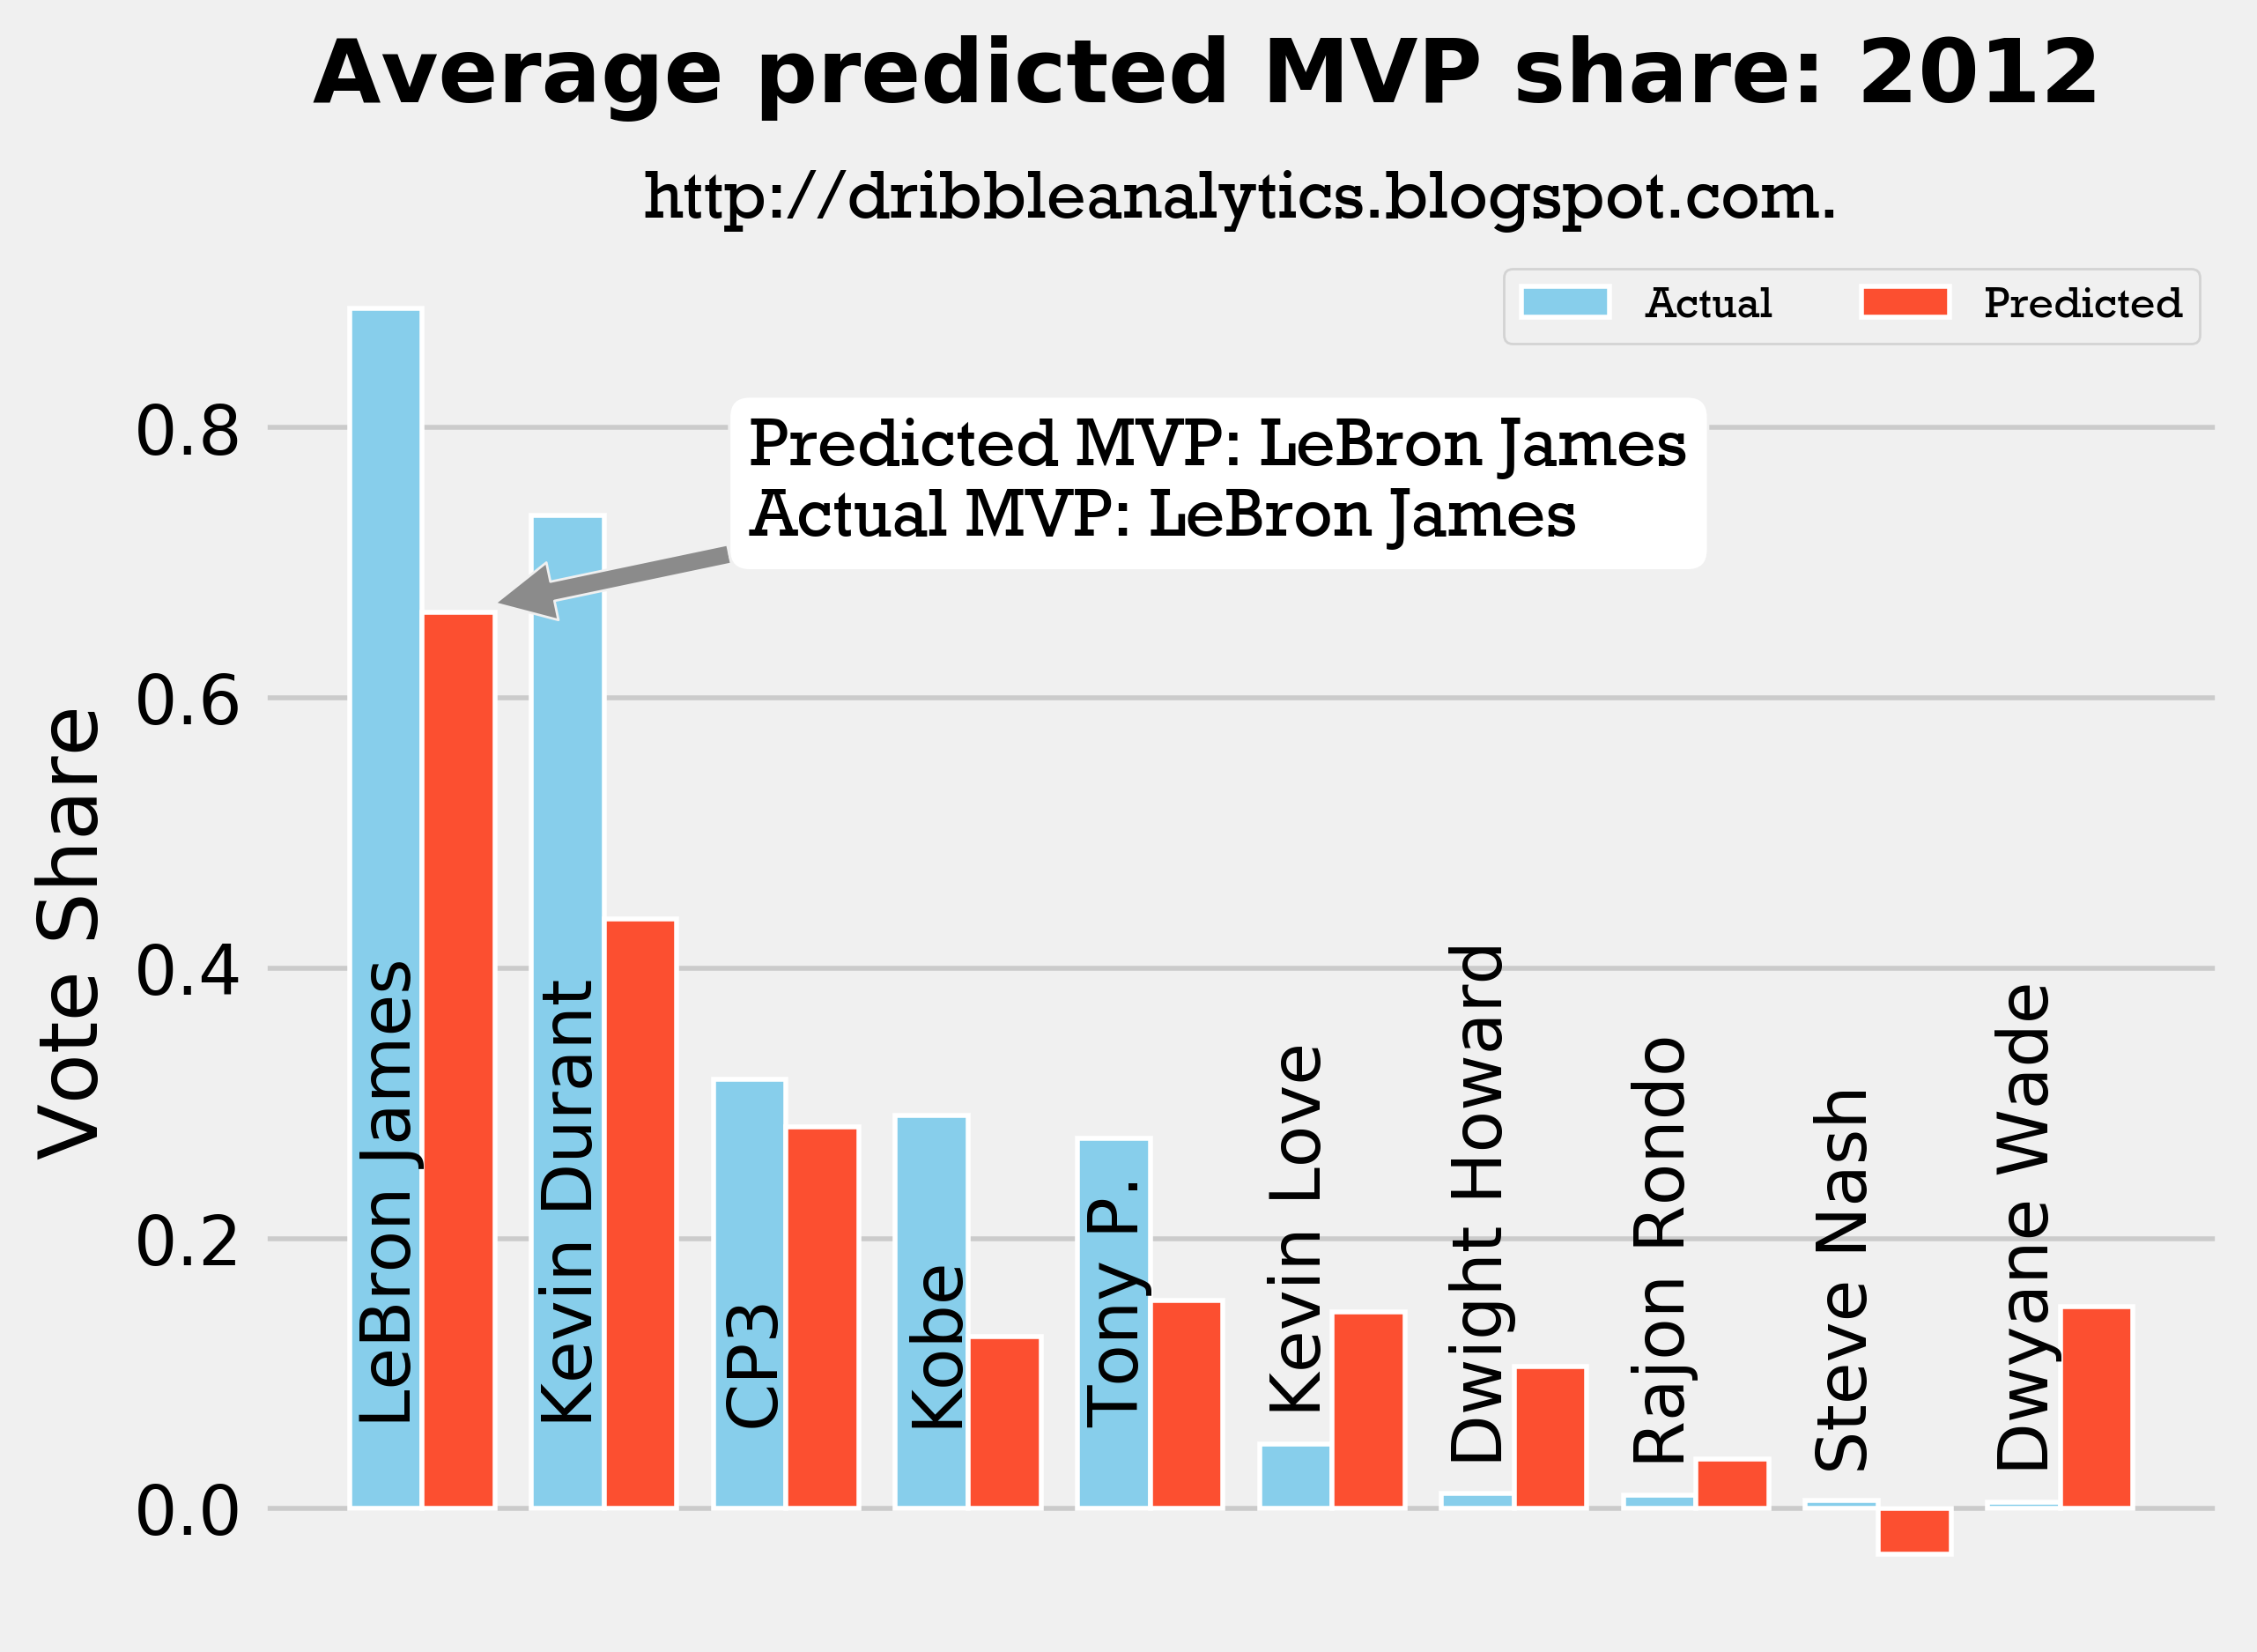 Average predicted MVP share: 2012
http://dribbleanalytics.blogspot.com.
Actual
Predicted
Predicted MVP: LeBron James
Actual MVP: LeBron James
Vote Share
0.8
0.6
0.4
0.2
0.0
LeBron James
Kevin Durant
CP3
Kobe
Tony P.
Kevin Love
Dwight Howard
Rajon Rondo
Steve Nash
Dwyane Wade